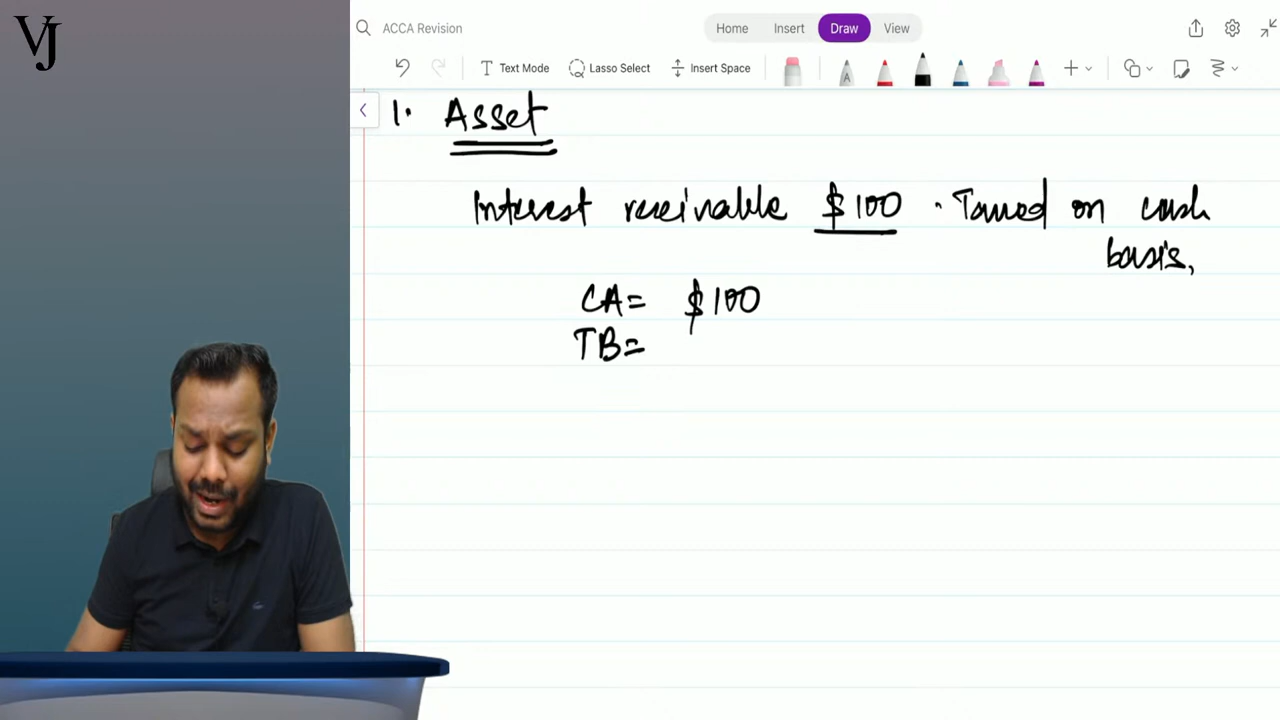 VJ
ACCA Revision
Home Insert Draw View
Text Mode Lasso Select Insert Space
A
1. Asset
Interest receivable $100 . Taxed on cash
basis,
CA= $100
TB=